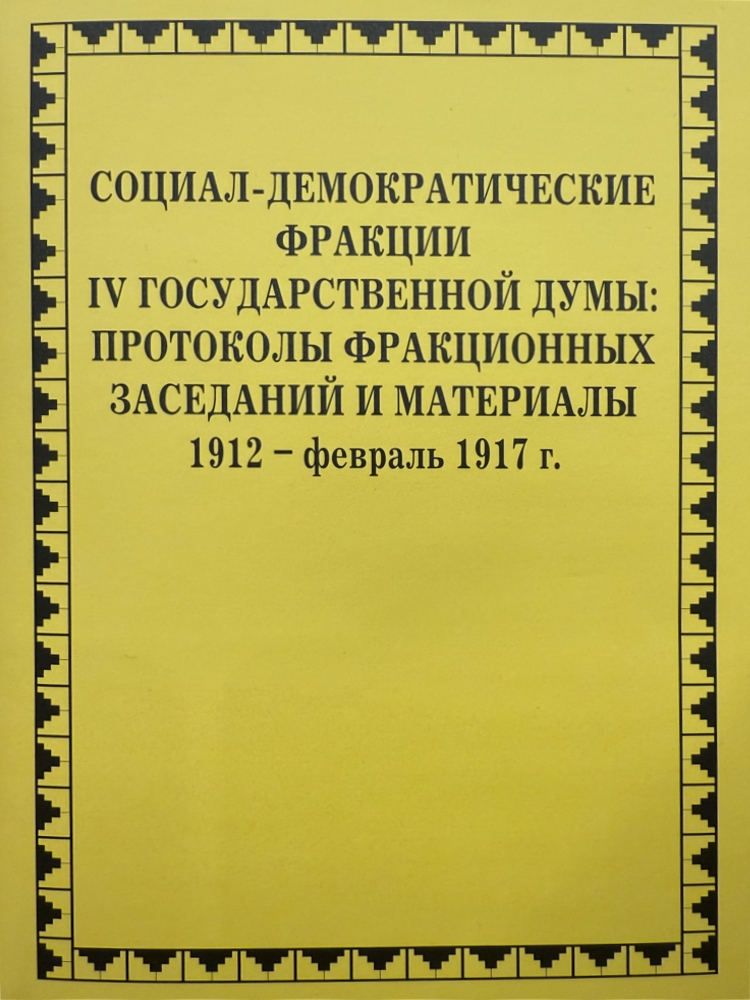 СОЦИАЛ-ДЕМОКРАТИЧЕСКИЕ
ФРАКЦИИ
IV ГОСУДАРСТВЕННОЙ ДУМЫ:
ПРОТОКОЛЫ ФРАКЦИОННЫХ
ЗАСЕДАНИЙ И МАТЕРИАЛЫ
1912 – февраль 1917 г.